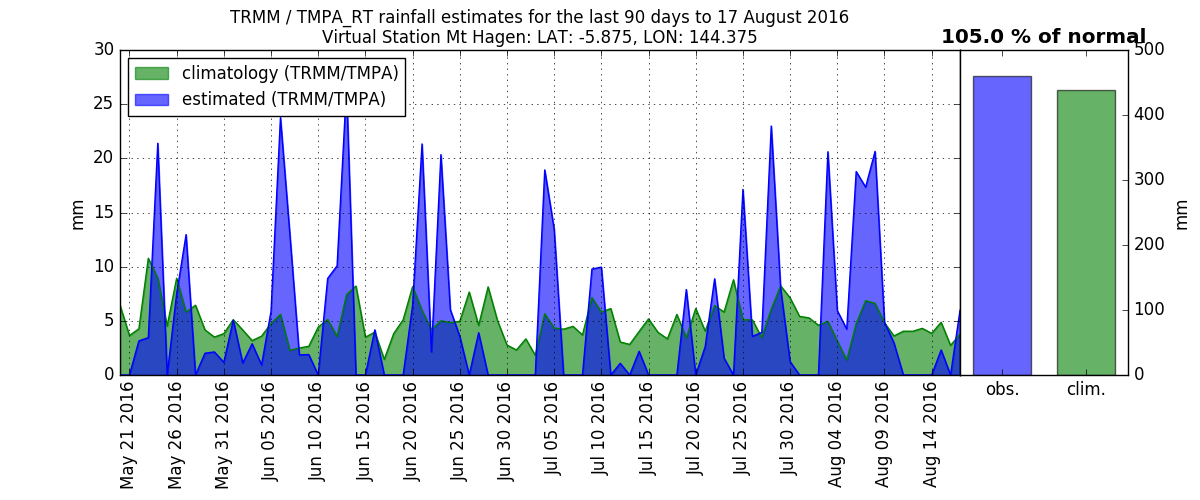 TRMM / TMPA_RT rainfall estimates for the last 90 days to 17 August 2016
Virtual Station Mt Hagen: LAT: -5.875, LON: 144.375
105.0 % of normal
climatology (TRMM/TMPA)
estimated (TRMM/TMPA)
30
25
20
15
10
5
0
mm
May 21 2016
May 26 2016
May 31 2016
Jun 05 2016
Jun 10 2016
Jun 15 2016
Jun 20 2016
Jun 25 2016
Jun 30 2016
Jul 05 2016
Jul 10 2016
Jul 15 2016
Jul 20 2016
Jul 25 2016
Jul 30 2016
Aug 04 2016
Aug 09 2016
Aug 14 2016
obs.
clim.
500
400
300
200
100
0
mm